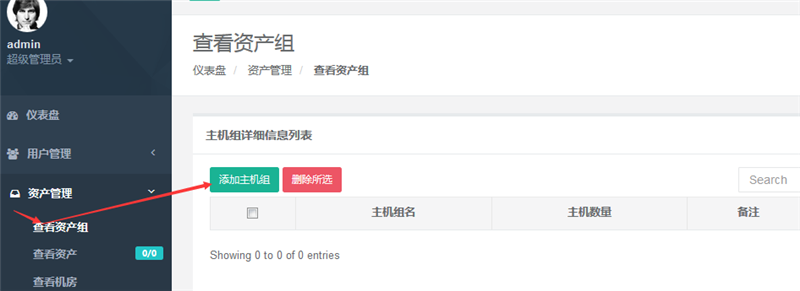 admin
超级管理员
仪表盘
用户管理
资产管理
查看资产组
查看资产 0/0
查看机房
查看资产组
仪表盘 / 资产管理 / 查看资产组
主机组详细信息列表
添加主机组 删除所选 Search
主机组名 主机数量 备注
Showing 0 to 0 of 0 entries